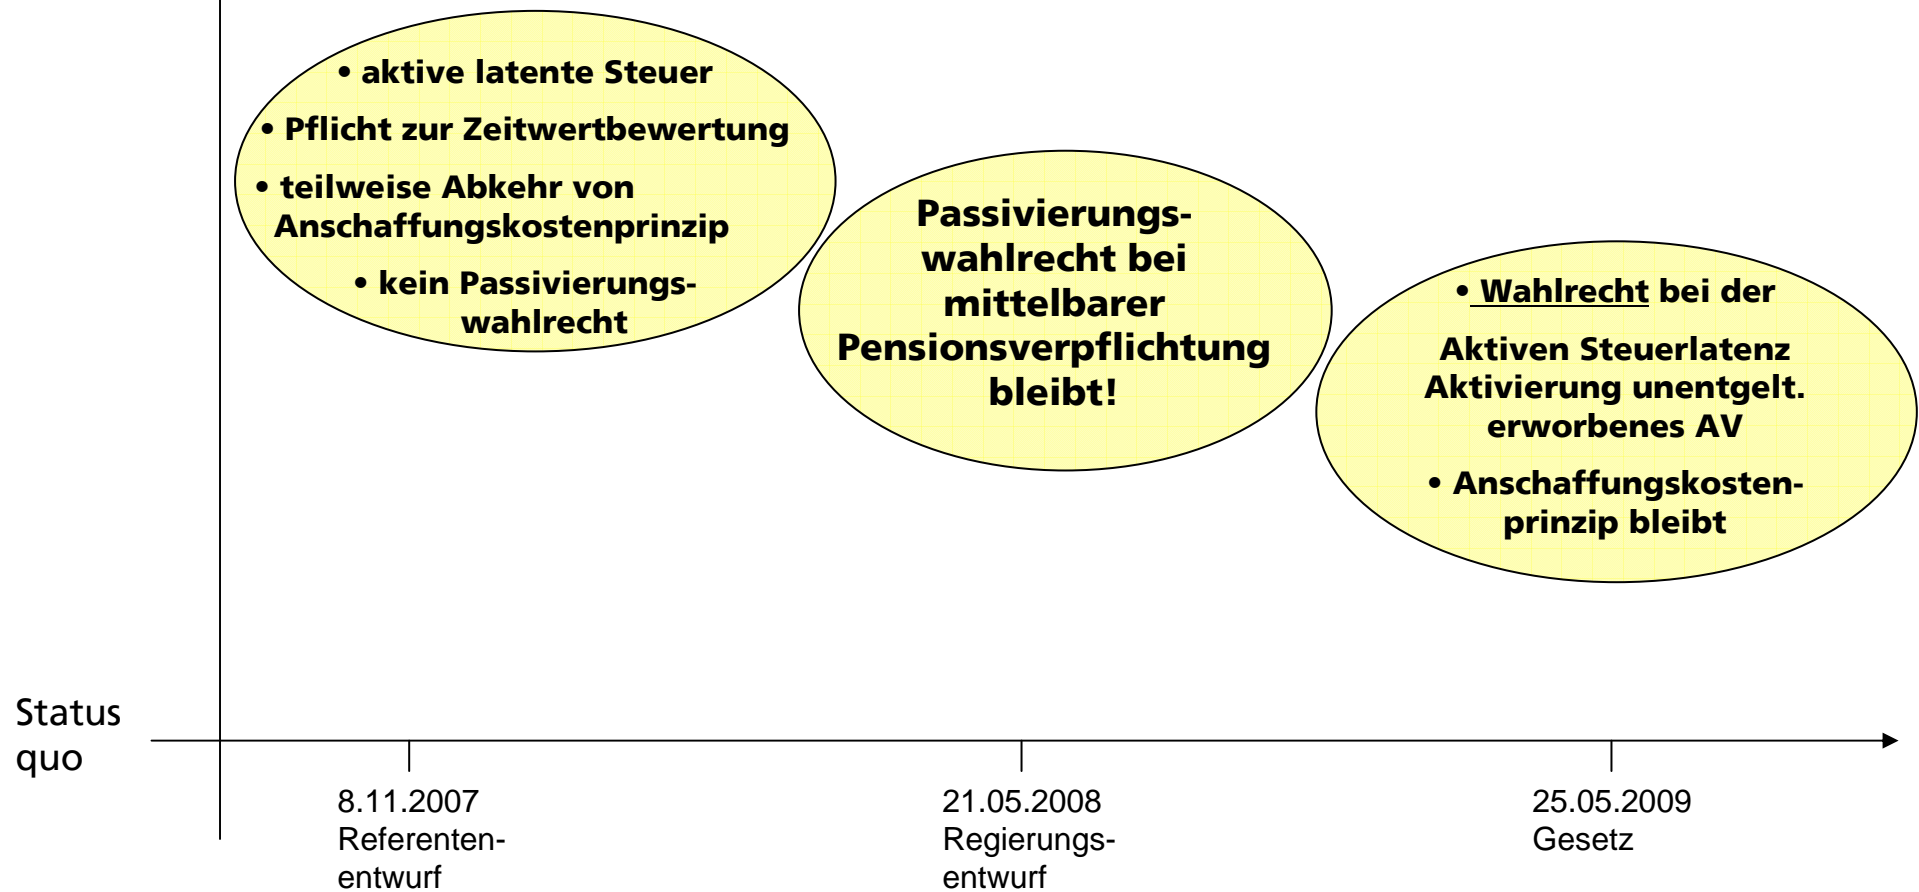 • aktive latente Steuer
• Pflicht zur Zeitwertbewertung
• teilweise Abkehr von
Anschaffungskostenprinzip
• kein Passivierungs-
wahlrecht
Passivierungs-
wahlrecht bei
mittelbarer
Pensionsverpflichtung
bleibt!
• Wahlrecht bei der
Aktiven Steuerlatenz
Aktivierung unentgelt.
erworbenes AV
• Anschaffungskosten-
prinzip bleibt
Status
quo
8.11.2007
Referenten-
entwurf
21.05.2008
Regierungs-
entwurf
25.05.2009
Gesetz